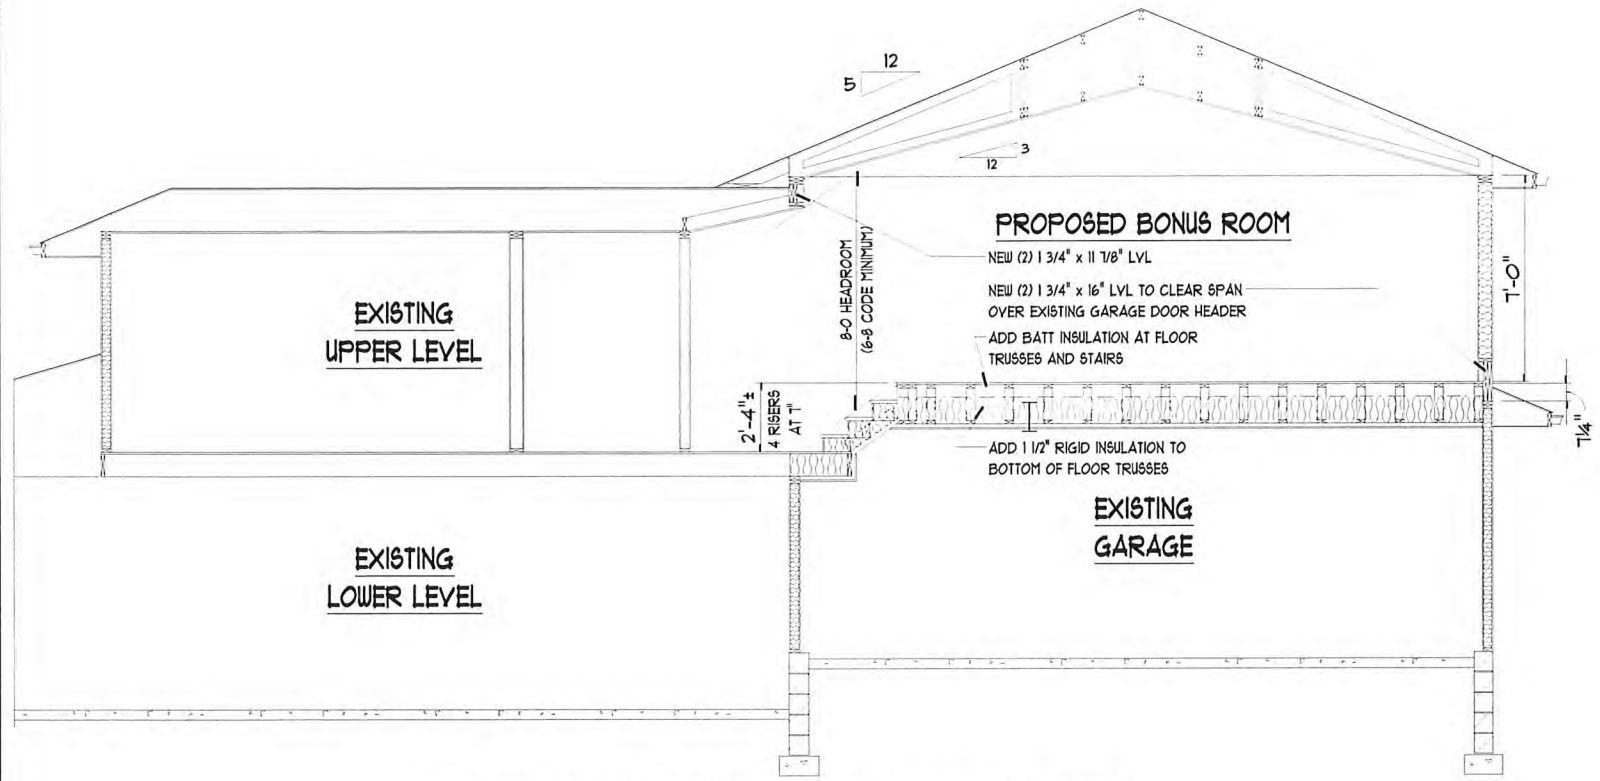 12
5
3
12
PROPOSED BONUS ROOM
NEW (2) 1 3/4" x 11 7/8" LVL
NEW (2) 1 3/4" x 16" LVL TO CLEAR SPAN
OVER EXISTING GARAGE DOOR HEADER
ADD BATT INSULATION AT FLOOR
TRUSSES AND STAIRS
8-0 HEADROOM
(6-8 CODE MINIMUM)
7'-0"
EXISTING
UPPER LEVEL
2'-4"±
4 RISERS
AT 7"
7¼"
ADD 1 1/2" RIGID INSULATION TO
BOTTOM OF FLOOR TRUSSES
EXISTING
GARAGE
EXISTING
LOWER LEVEL